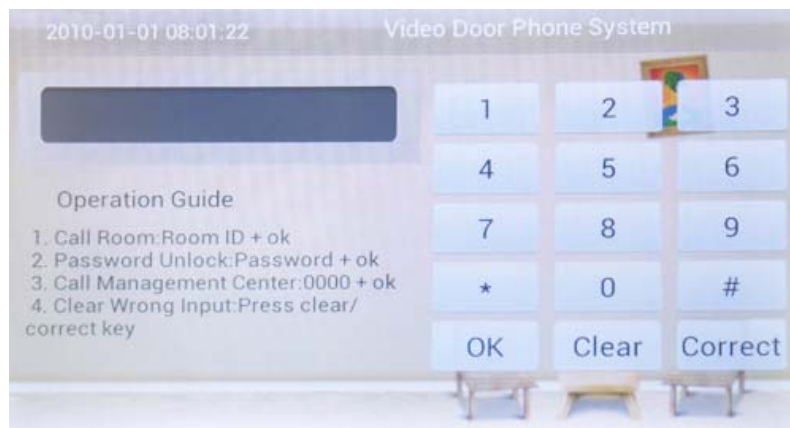 2010-01-01 08:01:22 Video Door Phone System
1 2 3
4 5 6
7 8 9
* 0 #
OK Clear Correct
Operation Guide
1. Call Room:Room ID + ok
2. Password Unlock:Password + ok
3. Call Management Center:0000 + ok
4. Clear Wrong Input:Press clear/
correct key